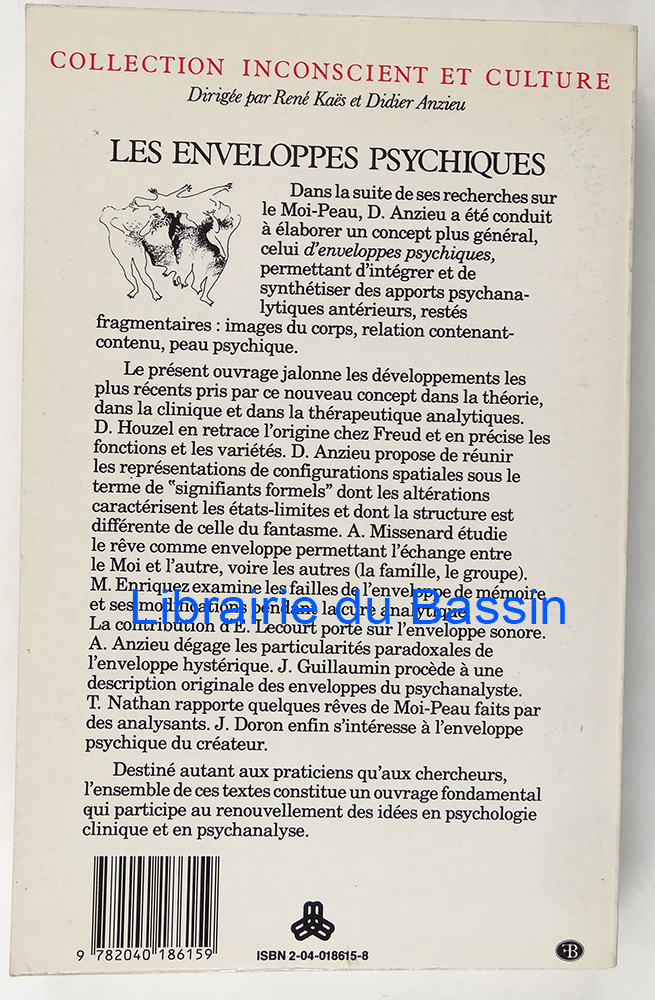 COLLECTION INCONSCIENT ET CULTURE
Dirigée par René Kaës et Didier Anzieu
LES ENVELOPPES PSYCHIQUES
Dans la suite de ses recherches sur
le Moi-Peau, D. Anzieu a été conduit
à élaborer un concept plus général,
celui d'enveloppes psychiques,
permettant d'intégrer et de
synthétiser des apports psychana-
lytiques antérieurs, restés
fragmentaires : images du corps, relation contenant-
contenu, peau psychique.
Le présent ouvrage jalonne les développements les
plus récents pris par ce nouveau concept dans la théorie,
dans la clinique et dans la thérapeutique analytiques.
D. Houzel en retrace l'origine chez Freud et en précise les
fonctions et les variétés. D. Anzieu propose de réunir
les représentations de configurations spatiales sous le
terme de "signifiants formels" dont les altérations
caractérisent les états-limites et dont la structure est
différente de celle du fantasme. A. Missenard étudie
le rêve comme enveloppe permettant l'échange entre
le Moi et l'autre, voire les autres (la famille, le groupe).
M. Enriquez examine les failles de l'enveloppe de mémoire
et ses modifications pendant la cure analytique.
Librairie du Bassin
La contribution d'E. Lecourt porte sur l'enveloppe sonore.
A. Anzieu dégage les particularités paradoxales de
l'enveloppe hystérique. J. Guillaumin procède à une
description originale des enveloppes du psychanalyste.
T. Nathan rapporte quelques rêves de Moi-Peau faits par
des analysants. J. Doron enfin s'intéresse à l'enveloppe
psychique du créateur.
Destiné autant aux praticiens qu'aux chercheurs,
l'ensemble de ces textes constitue un ouvrage fondamental
qui participe au renouvellement des idées en psychologie
clinique et en psychanalyse.
9 782040 186159
ISBN 2-04-018615-8